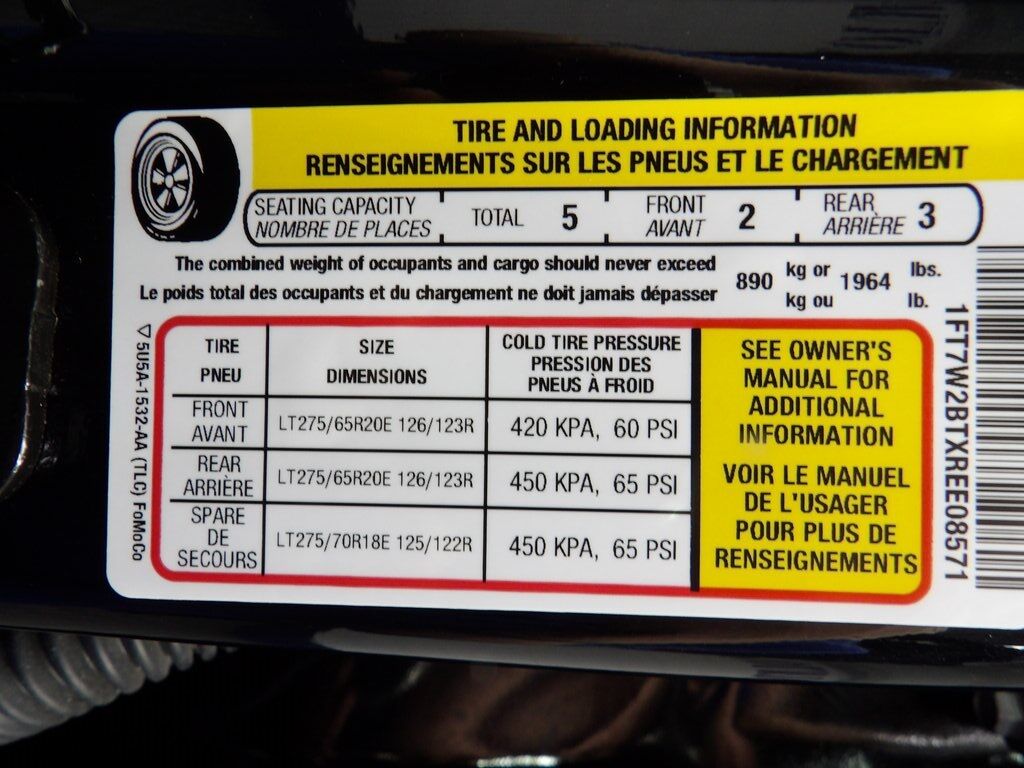 TIRE AND LOADING INFORMATION
RENSEIGNEMENTS SUR LES PNEUS ET LE CHARGEMENT
SEATING CAPACITY
NOMBRE DE PLACES
TOTAL 5
FRONT
AVANT
2
REAR
ARRIÈRE
3
The combined weight of occupants and cargo should never exceed
Le poids total des occupants et du chargement ne doit jamais dépasser
890
kg or
kg ou
1964
lbs.
lb.
TIRE
PNEU
SIZE
DIMENSIONS
COLD TIRE PRESSURE
PRESSION DES
PNEUS À FROID
FRONT
AVANT
LT275/65R20E 126/123R
420 KPA, 60 PSI
REAR
ARRIÈRE
LT275/65R20E 126/123R
450 KPA, 65 PSI
SPARE
DE
SECOURS
LT275/70R18E 125/122R
450 KPA, 65 PSI
SEE OWNER'S
MANUAL FOR
ADDITIONAL
INFORMATION
VOIR LE MANUEL
DE L'USAGER
POUR PLUS DE
RENSEIGNEMENTS
5U5A-1532-AA (TLC) FoMoCo
1FT7W2BTXREE08571